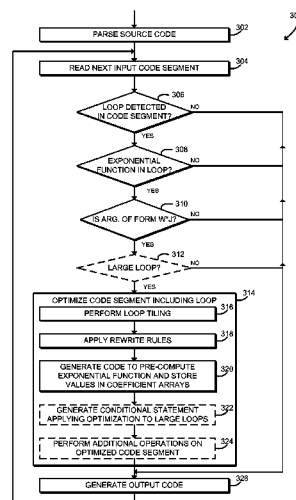 30
PARSE SOURCE CODE
302
READ NEXT INPUT CODE SEGMENT
304
306
LOOP DETECTED
IN CODE SEGMENT?
NO
YES
308
EXPONENTIAL
FUNCTION IN LOOP?
NO
YES
310
IS ARG. OF FORM W*J?
NO
YES
312
LARGE LOOP?
NO
YES
314
OPTIMIZE CODE SEGMENT INCLUDING LOOP
316
PERFORM LOOP TILING
318
APPLY REWRITE RULES
GENERATE CODE TO PRE-COMPUTE
EXPONENTIAL FUNCTION AND STORE
VALUES IN COEFFICIENT ARRAYS
320
GENERATE CONDITIONAL STATEMENT
APPLYING OPTIMIZATION TO LARGE LOOPS
322
PERFORM ADDITIONAL OPERATIONS ON
OPTIMIZED CODE SEGMENT
324
GENERATE OUTPUT CODE
326